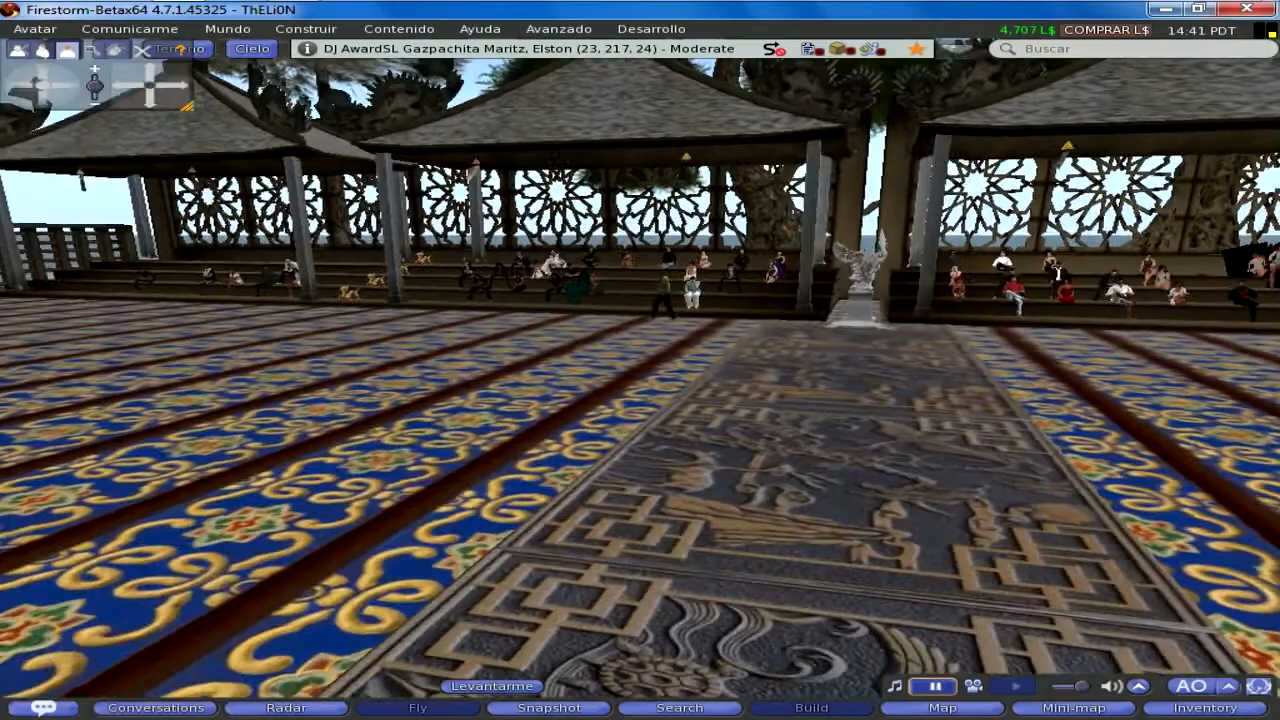 Firestorm-Betax64 4.7.1.45325 - ThELi0N
Avatar Comunicarme Mundo Construir Contenido Ayuda Avanzado Desarrollo 4,707 L$ COMPRAR L$ 14:41 PDT
Terreno Cielo DJ AwardSL Gazpachita Maritz, Elston (23, 217, 24) - Moderate Buscar
Levantarme AO
Conversations Radar Fly Snapshot Search Build Map Mini-map Inventory